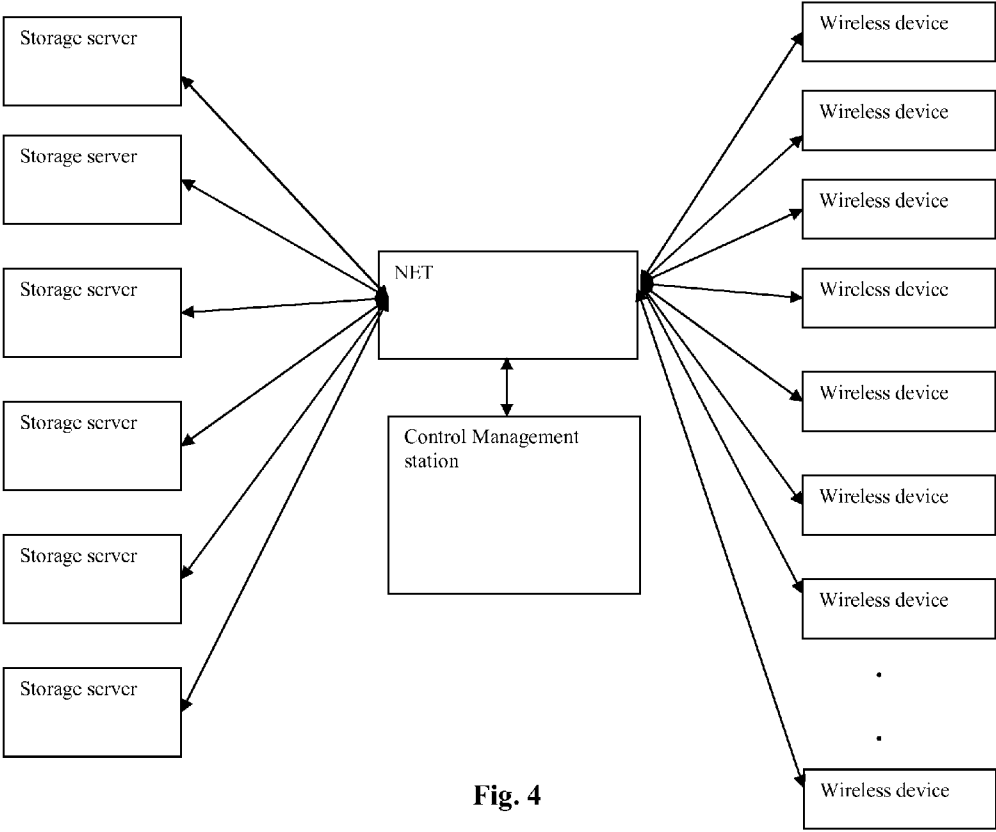 Storage server
Storage server
Storage server
Storage server
Storage server
Storage server
NET
Control Management
station
Wireless device
Wireless device
Wireless device
Wireless device
Wireless device
Wireless device
Wireless device
.
.
Wireless device
Fig. 4